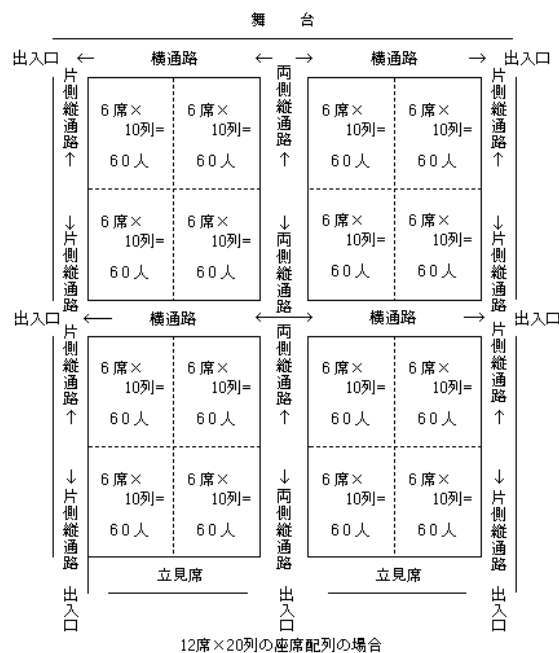 舞 台
出入口 ← 横通路 ← → 横通路 → 出入口
片側縦通路↑ 両側縦通路↑ 片側縦通路↑
6席× 6席× 6席× 6席×
10列= 10列= 10列= 10列=
60人 60人 60人 60人
↓片側縦通路 ↓両側縦通路 ↓片側縦通路
6席× 6席× 6席× 6席×
10列= 10列= 10列= 10列=
60人 60人 60人 60人
出入口 ← 横通路 ←→ 横通路 → 出入口
片側縦通路↑ 両側縦通路↑ 片側縦通路↑
6席× 6席× 6席× 6席×
10列= 10列= 10列= 10列=
60人 60人 60人 60人
↓片側縦通路 ↓両側縦通路 ↓片側縦通路
6席× 6席× 6席× 6席×
10列= 10列= 10列= 10列=
60人 60人 60人 60人
立見席 立見席
出入口 出入口 出入口
12席×20列の座席配列の場合